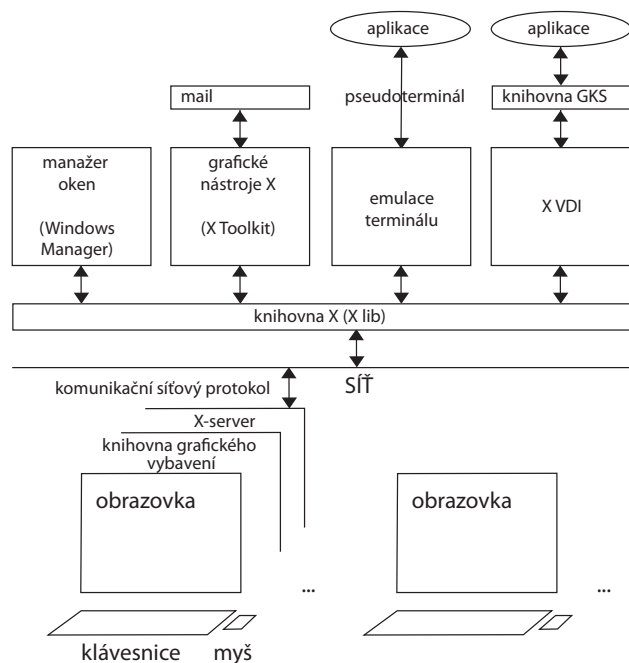 aplikace
aplikace
mail
pseudoterminál
knihovna GKS
manažer
oken
(Windows
Manager)
grafické
nástroje X
(X Toolkit)
emulace
terminálu
X VDI
knihovna X (X lib)
komunikační síťový protokol
SÍŤ
X-server
knihovna grafického
vybavení
obrazovka
obrazovka
...
...
klávesnice
myš